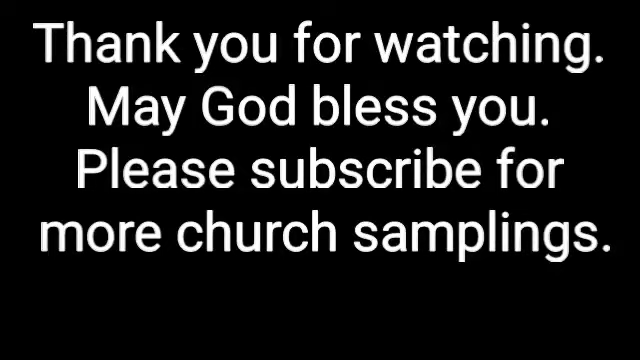 Thank you for watching.
May God bless you.
Please subscribe for
more church samplings.